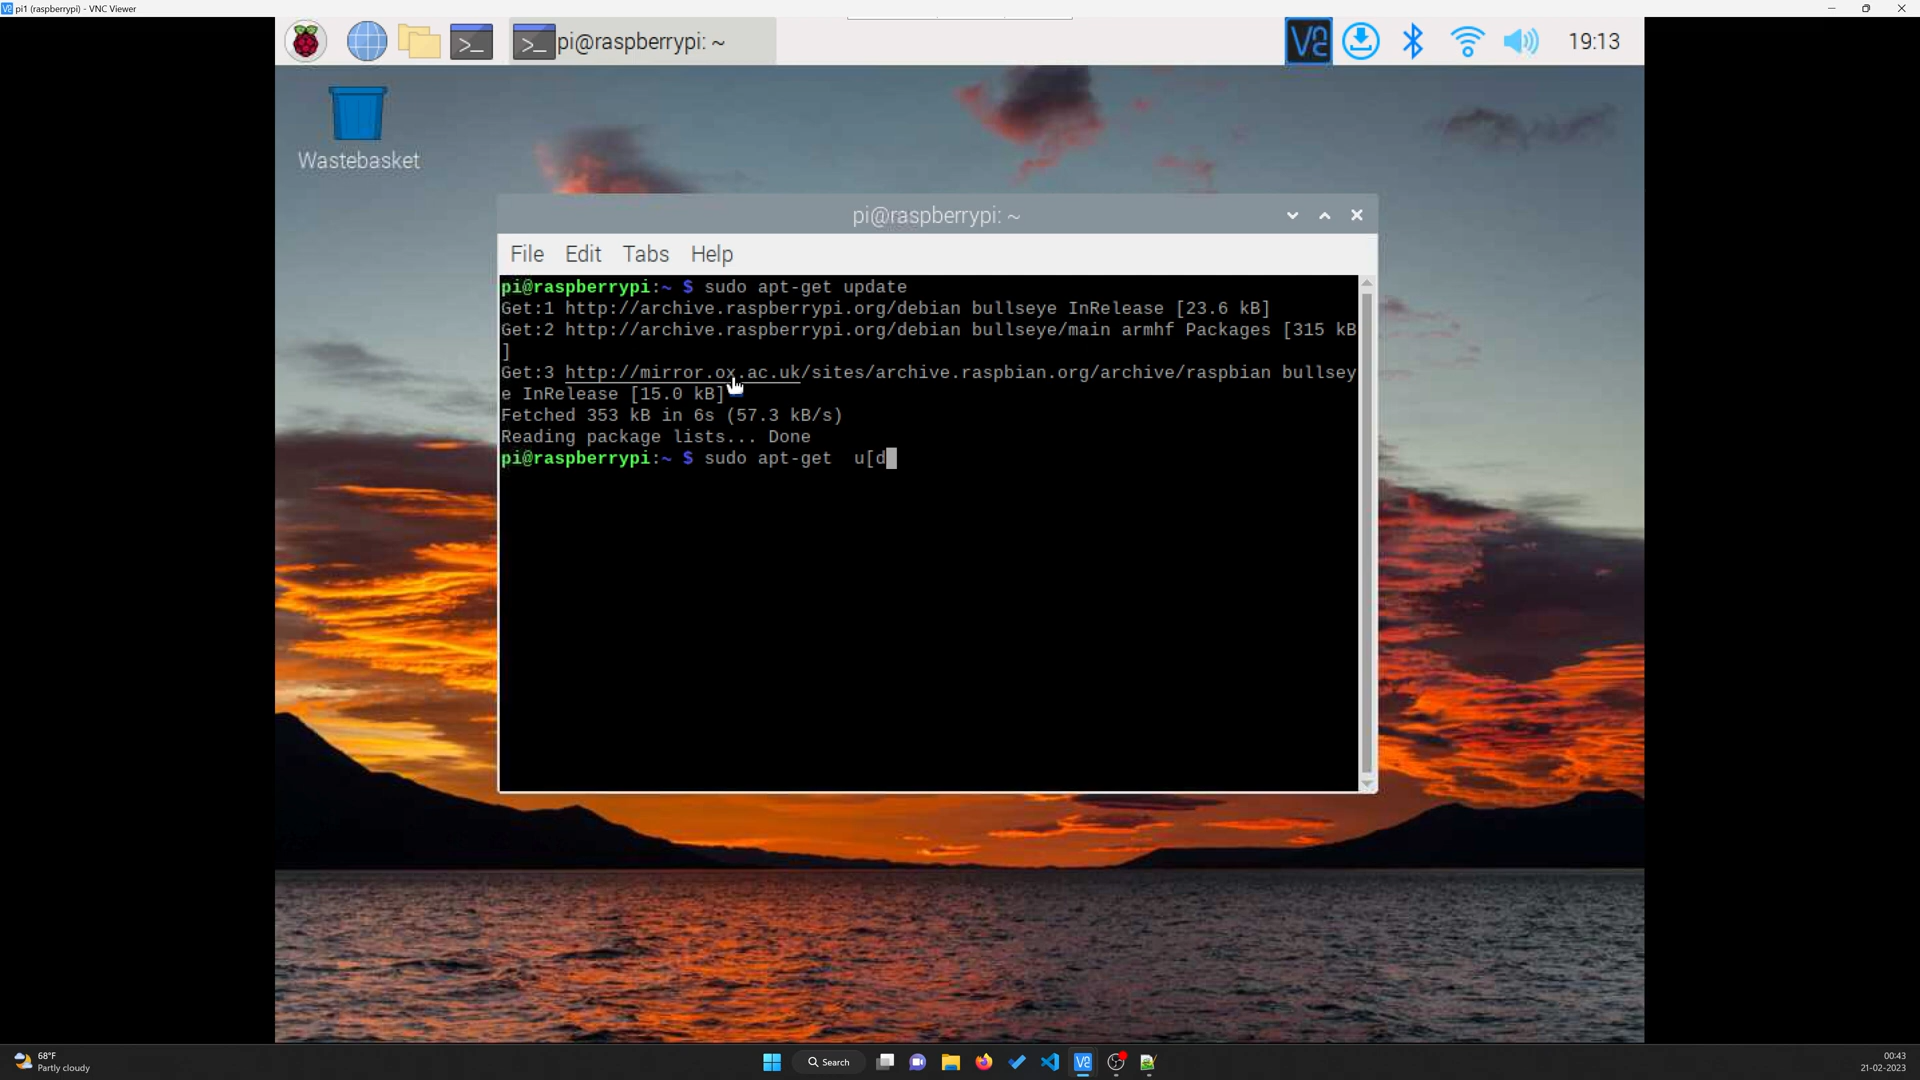 pi1 (raspberrypi) - VNC Viewer
pi@raspberrypi: ~
19:13
Wastebasket
pi@raspberrypi: ~
File Edit Tabs Help
pi@raspberrypi:~ $ sudo apt-get update
Get:1 http://archive.raspberrypi.org/debian bullseye InRelease [23.6 kB]
Get:2 http://archive.raspberrypi.org/debian bullseye/main armhf Packages [315 kB
]
Get:3 http://mirror.ox.ac.uk/sites/archive.raspbian.org/archive/raspbian bullsey
e InRelease [15.0 kB]
Fetched 353 kB in 6s (57.3 kB/s)
Reading package lists... Done
pi@raspberrypi:~ $ sudo apt-get  u[d
68°F
Partly cloudy
Search
00:43
21-02-2023